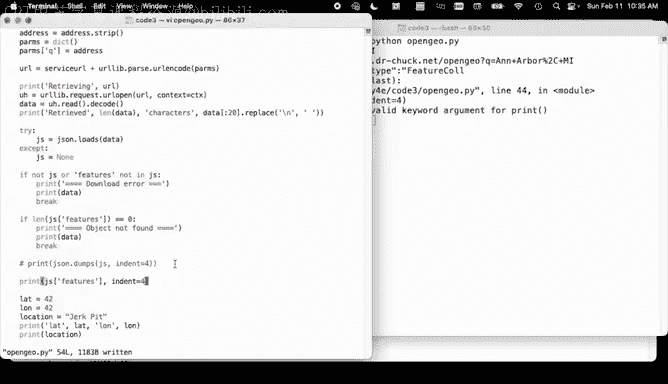 Terminal Shell Edit View Window Help
Sun Feb 11 10:35 AM
code3 — vi opengeo.py — 86×37
address = address.strip()
parms = dict()
parms['q'] = address
url = serviceurl + urllib.parse.urlencode(parms)
print('Retrieving', url)
uh = urllib.request.urlopen(url, context=ctx)
data = uh.read().decode()
print('Retrieved', len(data), 'characters', data[:20].replace('\n', ' '))
try:
js = json.loads(data)
except:
js = None
if not js or 'features' not in js:
print('==== Download error ===')
print(data)
break
if len(js['features']) == 0:
print('==== Object not found ====')
print(data)
break
# print(json.dumps(js, indent=4))
print(js['features'], indent=4)
lat = 42
lon = 42
location = "Jerk Pit"
print('lat', lat, 'lon', lon)
print(location)
"opengeo.py" 54L, 1183B written
code3 — -bash —
python opengeo.py
I
.dr-chuck.net/opengeo?q=Ann+Arbor%2C+MI
type":"FeatureColl
last):
y4e/code3/opengeo.py", line 44, in <module>
dent=4)
valid keyword argument for print()